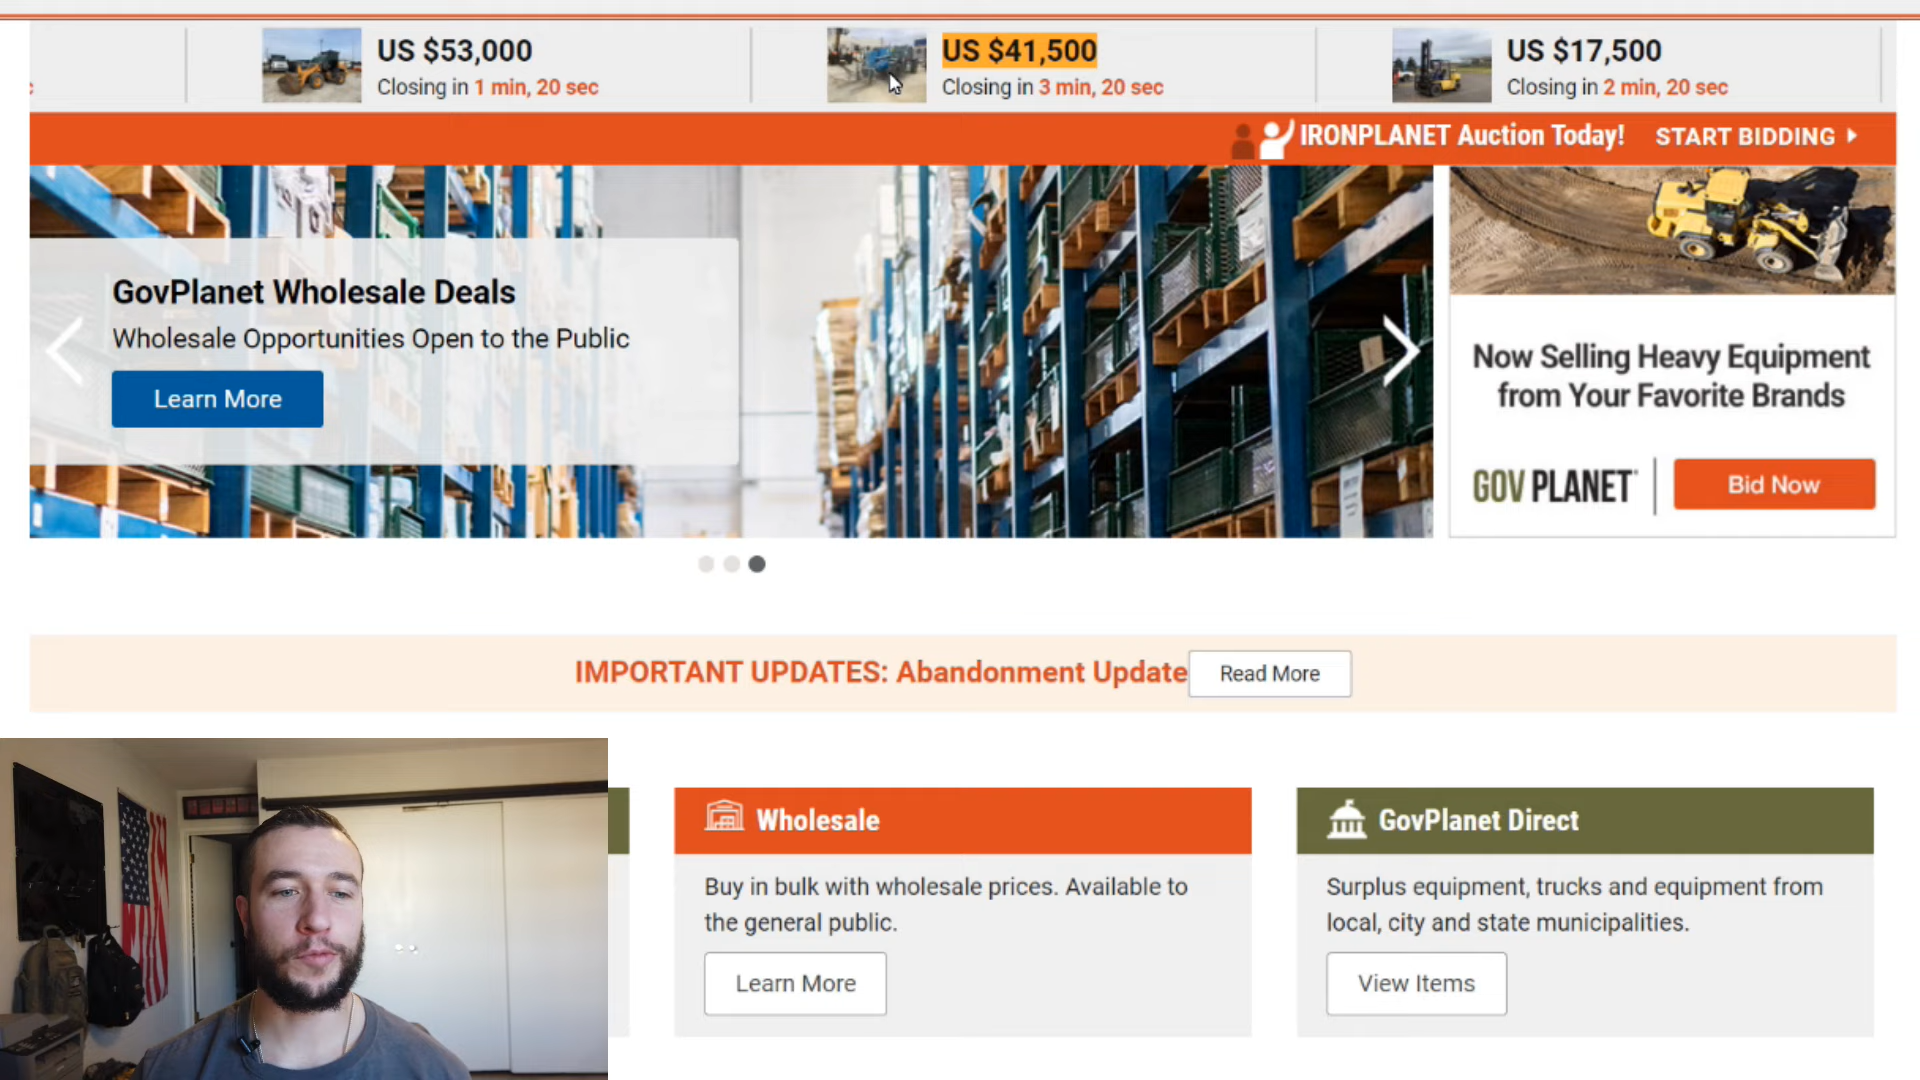 US $53,000
Closing in 1 min, 20 sec
US $41,500
Closing in 3 min, 20 sec
US $17,500
Closing in 2 min, 20 sec
IRONPLANET Auction Today! START BIDDING
GovPlanet Wholesale Deals
Wholesale Opportunities Open to the Public
Learn More
Now Selling Heavy Equipment
from Your Favorite Brands
GOV PLANET
Bid Now
IMPORTANT UPDATES: Abandonment Update
Read More
Wholesale
Buy in bulk with wholesale prices. Available to
the general public.
Learn More
GovPlanet Direct
Surplus equipment, trucks and equipment from
local, city and state municipalities.
View Items